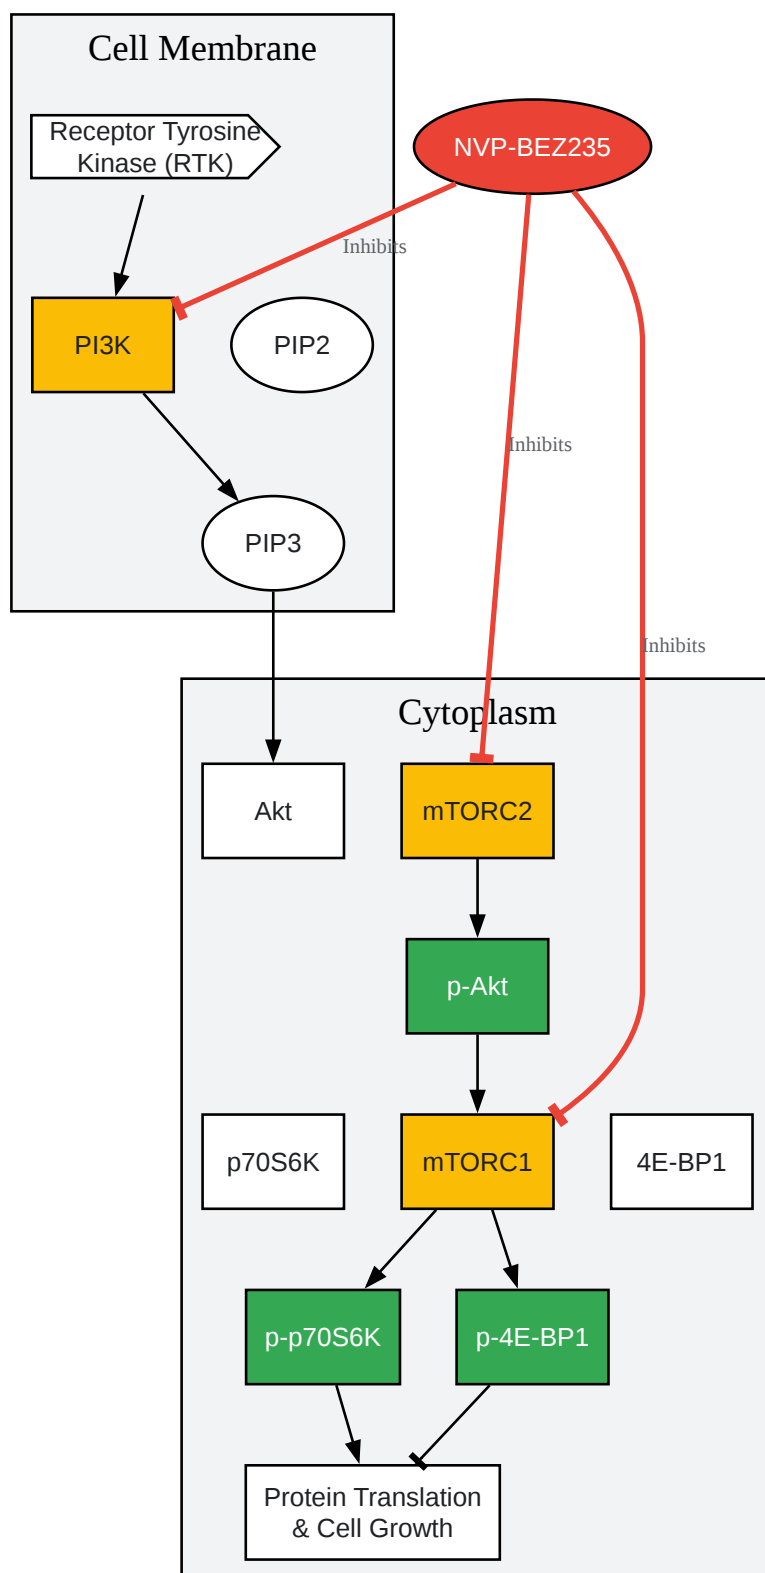 Cell Membrane
Receptor Tyrosine
Kinase (RTK)
NVP-BEZ235
Inhibits
PI3K
PIP2
Inhibits
PIP3
Inhibits
Cytoplasm
Akt
mTORC2
p-Akt
p70S6K
mTORC1
4E-BP1
p-p70S6K
p-4E-BP1
Protein Translation
& Cell Growth